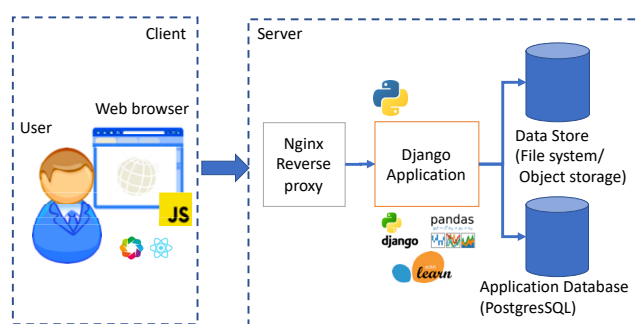 Client
Web browser
User
JS
Server
Nginx
Reverse
proxy
Django
Application
django
pandas
learn
Data Store
(File system/
Object storage)
Application Database
(PostgresSQL)